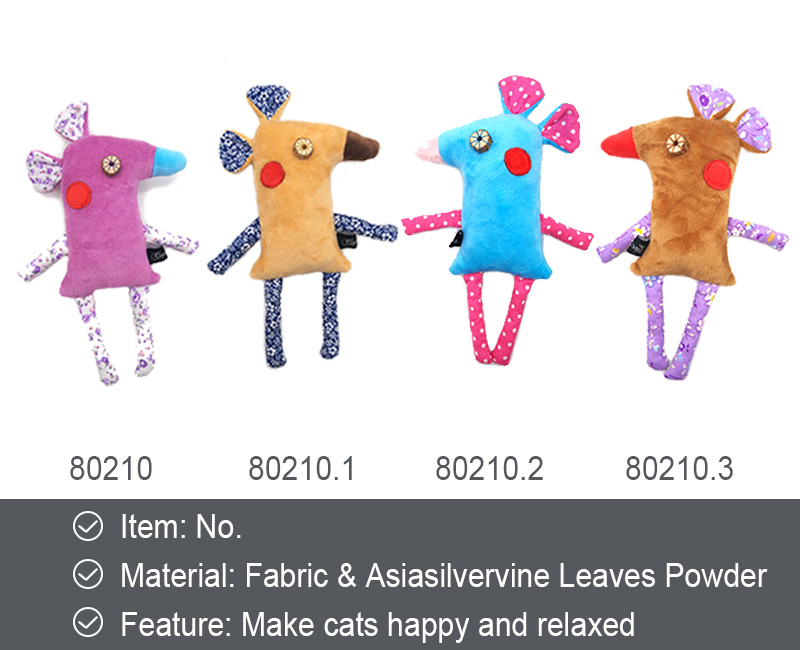 80210 80210.1 80210.2 80210.3
Item: No.
Material: Fabric & Asiasilvervine Leaves Powder
Feature: Make cats happy and relaxed